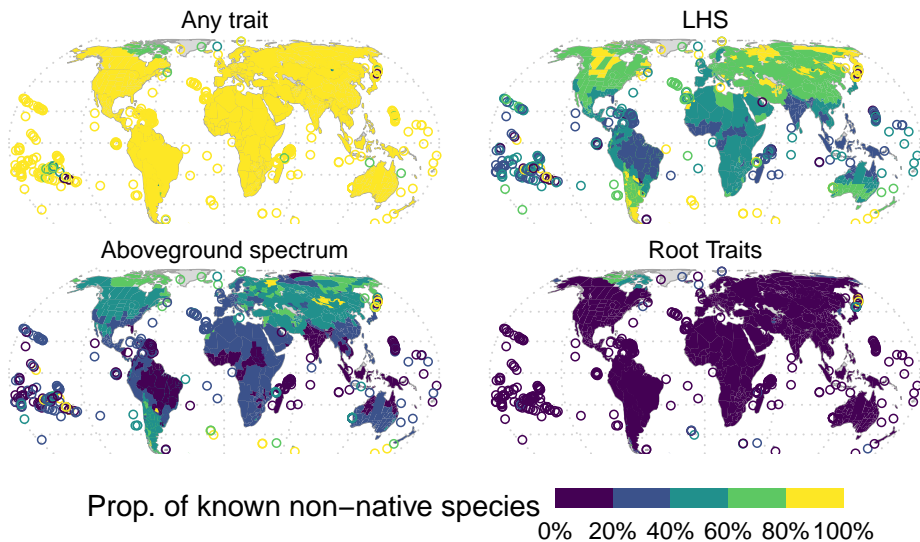 Any trait
LHS
Aboveground spectrum
Root Traits
Prop. of known non−native species
0% 20% 40% 60% 80% 100%